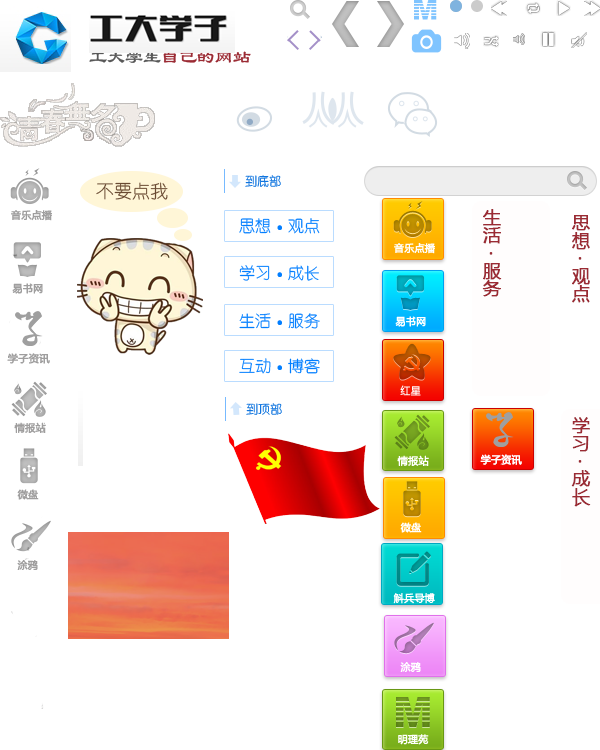 工大学子
工大学生自己的网站
青春無名
音乐点播
易书网
学子资讯
情报站
微盘
涂鸦
不要点我
到底部
思想•观点
学习•成长
生活•服务
互动•博客
到顶部
音乐点播
易书网
红星
情报站
微盘
斛兵导博
涂鸦
明理苑
生活·服务
学子资讯
思想·观点
学习·成长